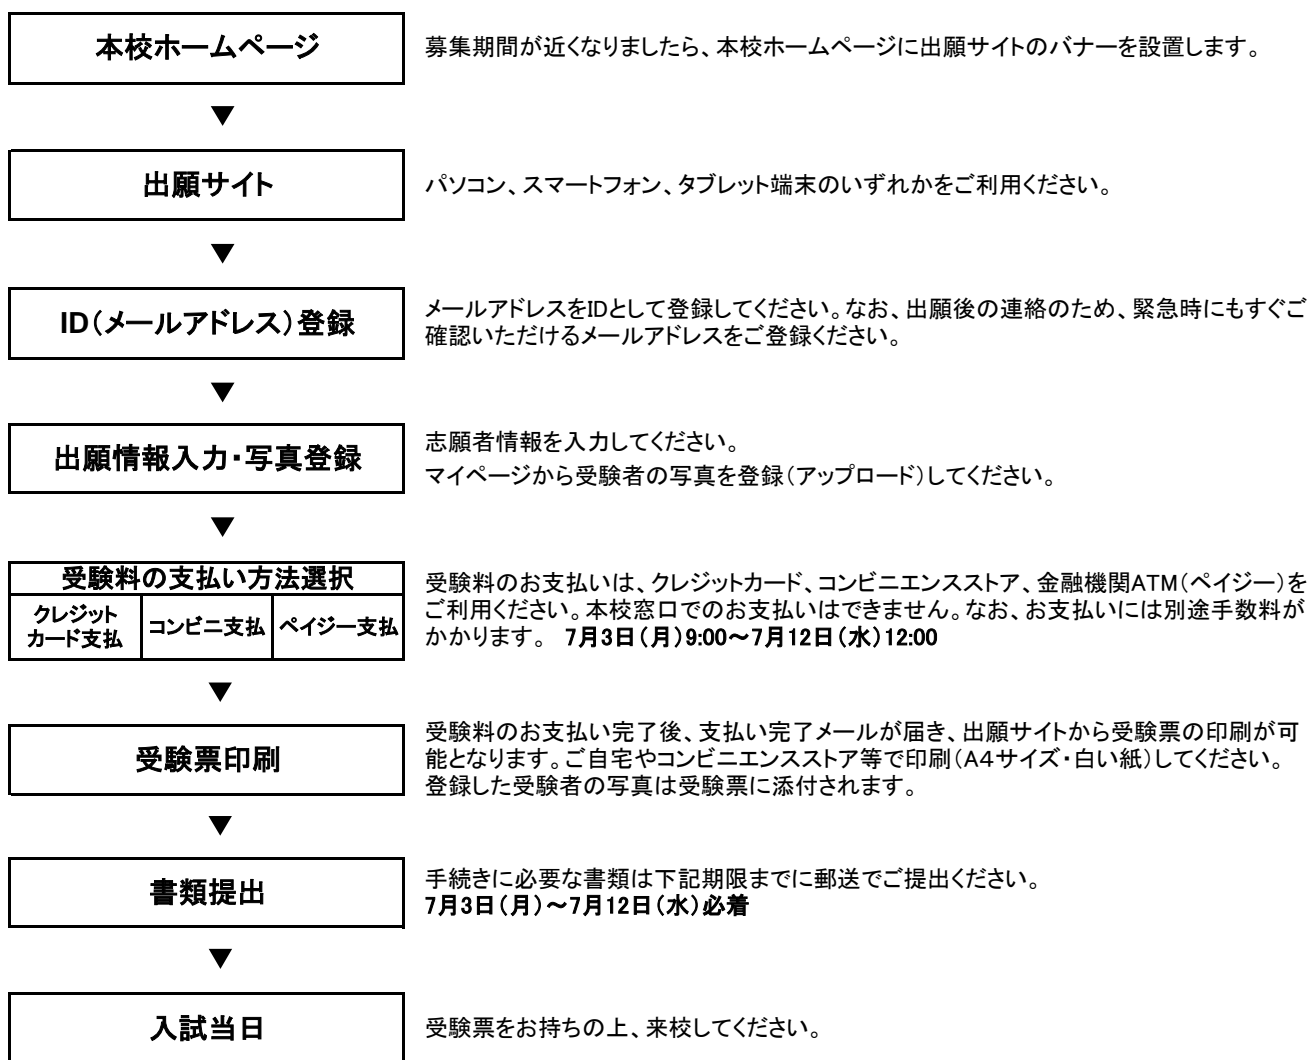 本校ホームページ
募集期間が近くなりましたら、本校ホームページに出願サイトのバナーを設置します。
▼
出願サイト
パソコン、スマートフォン、タブレット端末のいずれかをご利用ください。
▼
ID(メールアドレス)登録
メールアドレスをIDとして登録してください。なお、出願後の連絡のため、緊急時にもすぐご
確認いただけるメールアドレスをご登録ください。
▼
出願情報入力・写真登録
志願者情報を入力してください。
マイページから受験者の写真を登録(アップロード)してください。
▼
受験料の支払い方法選択
クレジット
カード支払
コンビニ支払
ペイジー支払
受験料のお支払いは、クレジットカード、コンビニエンスストア、金融機関ATM(ペイジー)を
ご利用ください。本校窓口でのお支払いはできません。なお、お支払いには別途手数料が
かかります。 7月3日(月)9:00~7月12日(水)12:00
▼
受験票印刷
受験料のお支払い完了後、支払い完了メールが届き、出願サイトから受験票の印刷が可
能となります。ご自宅やコンビニエンスストア等で印刷(A4サイズ・白い紙)してください。
登録した受験者の写真は受験票に添付されます。
▼
書類提出
手続きに必要な書類は下記期限までに郵送でご提出ください。
7月3日(月)~7月12日(水)必着
▼
入試当日
受験票をお持ちの上、来校してください。